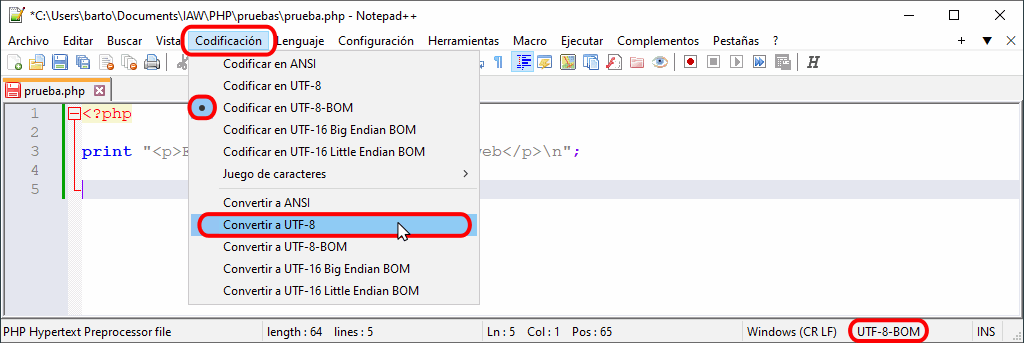 *C:\Users\barto\Documents\IAW\PHP\pruebas\prueba.php - Notepad++
Archivo Editar Buscar Vista Codificación Lenguaje Configuración Herramientas Macro Ejecutar Complementos Pestañas ? + ▼ X
¶ H
prueba.php
Codificar en ANSI
Codificar en UTF-8
Codificar en UTF-8-BOM
Codificar en UTF-16 Big Endian BOM
Codificar en UTF-16 Little Endian BOM
Juego de caracteres >
Convertir a ANSI
Convertir a UTF-8
Convertir a UTF-8-BOM
Convertir a UTF-16 Big Endian BOM
Convertir a UTF-16 Little Endian BOM
1 <?php
2
3 print "<p>E web</p>\n";
4
5
PHP Hypertext Preprocessor file length : 64 lines : 5 Ln : 5 Col : 1 Pos : 65 Windows (CR LF) UTF-8-BOM INS